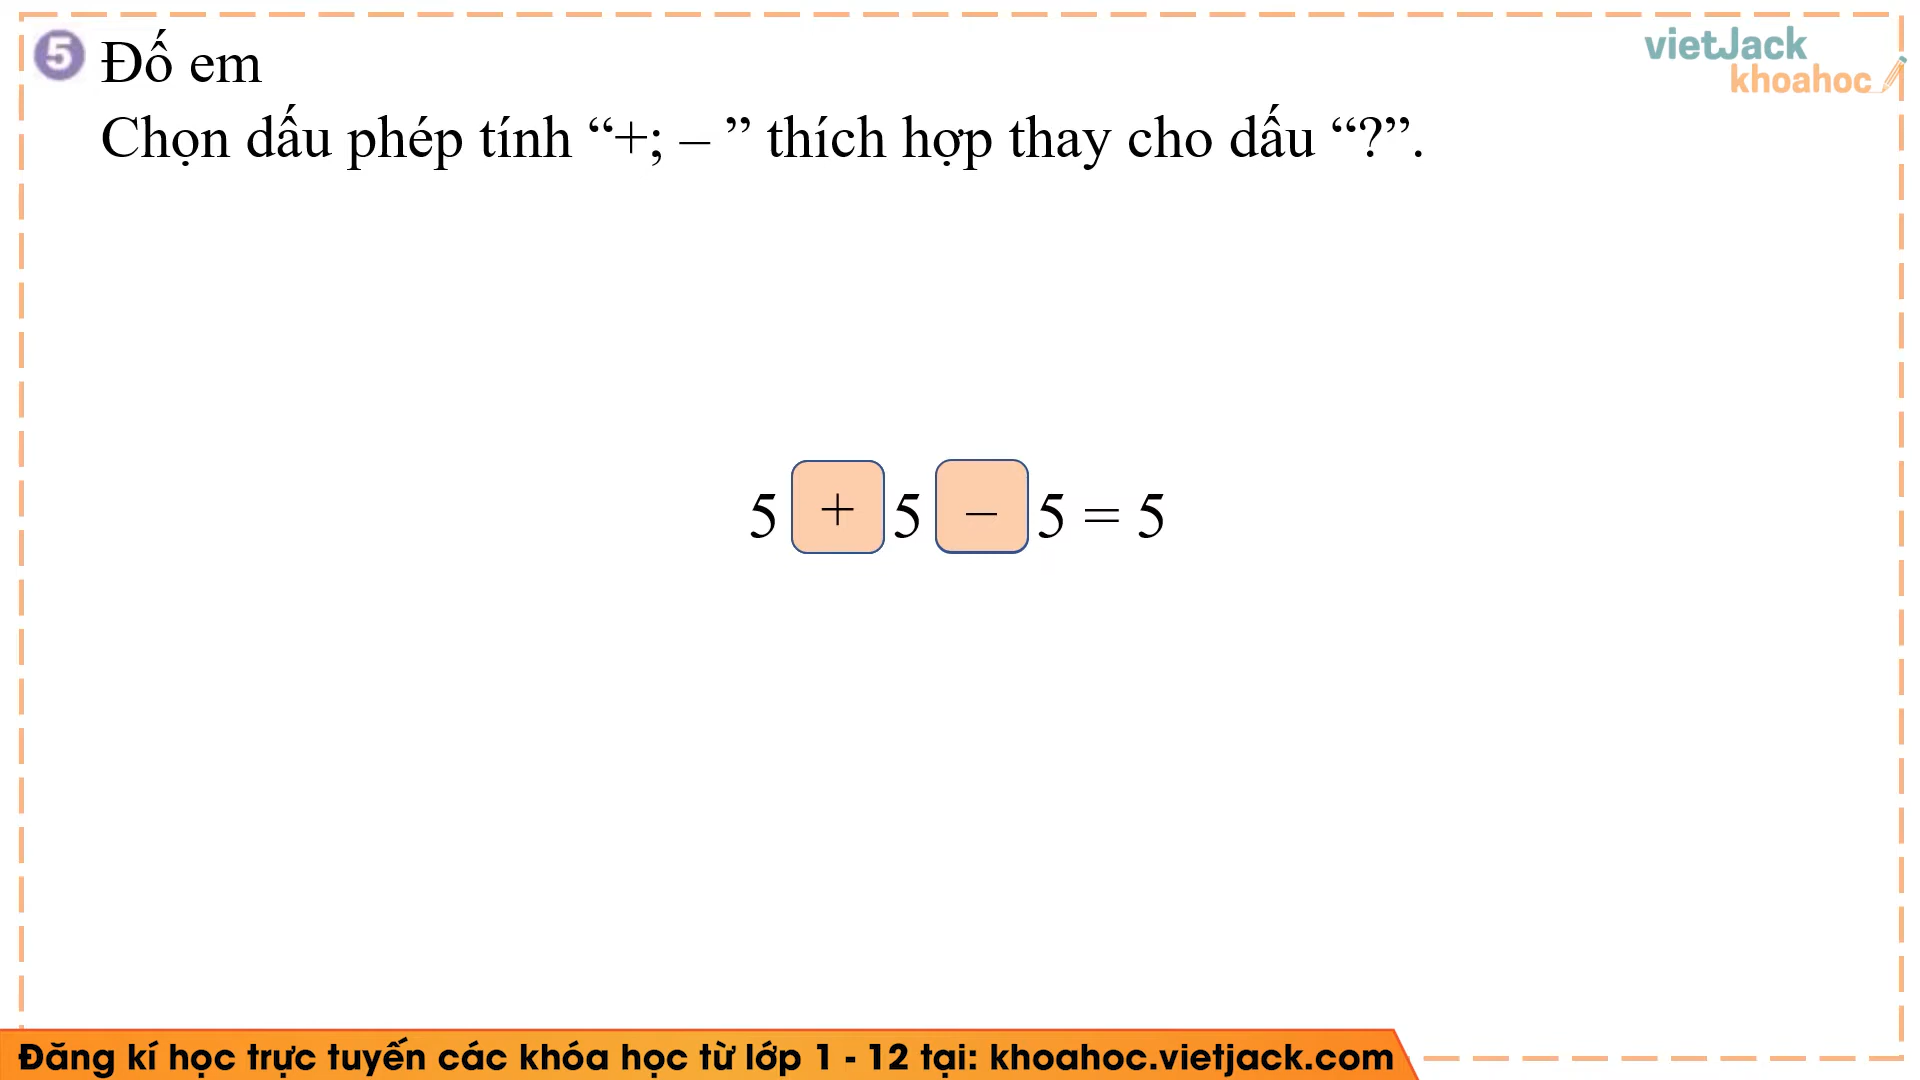 5 Đố em
vietJack
khoahoc
Chọn dấu phép tính “+; – ” thích hợp thay cho dấu “?”.
5 + 5 – 5 = 5
Đăng kí học trực tuyến các khóa học từ lớp 1 - 12 tại: khoahoc.vietjack.com